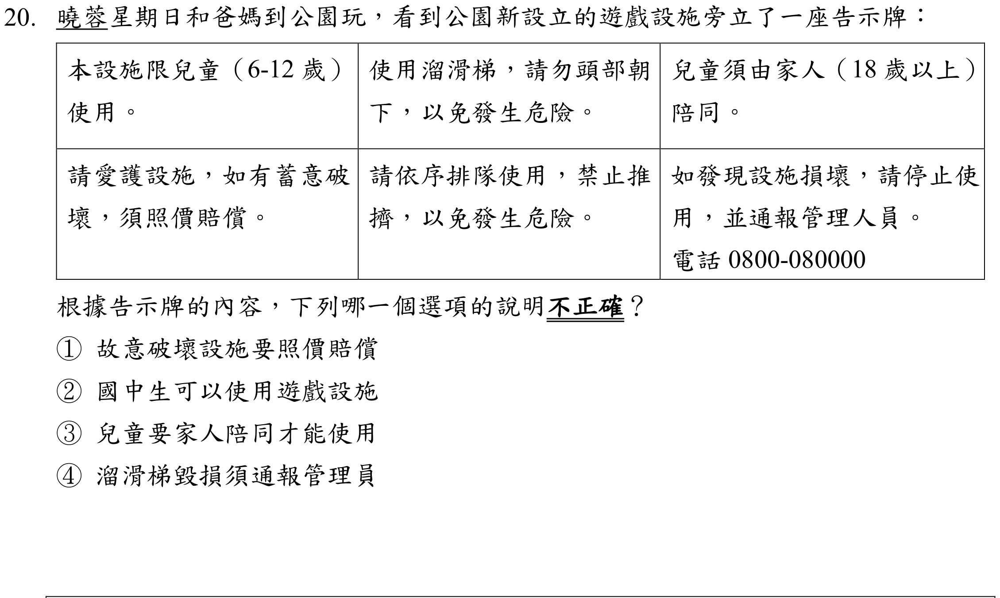 20. 曉蓉星期日和爸媽到公園玩，看到公園新設立的遊戲設施旁立了一座告示牌：
本設施限兒童（6-12 歲）
使用。
使用溜滑梯，請勿頭部朝
下，以免發生危險。
兒童須由家人（18 歲以上）
陪同。
請愛護設施，如有蓄意破
壞，須照價賠償。
請依序排隊使用，禁止推
擠，以免發生危險。
如發現設施損壞，請停止使
用，並通報管理人員。
電話 0800-080000
根據告示牌的內容，下列哪一個選項的說明不正確？
① 故意破壞設施要照價賠償
② 國中生可以使用遊戲設施
③ 兒童要家人陪同才能使用
④ 溜滑梯毀損須通報管理員